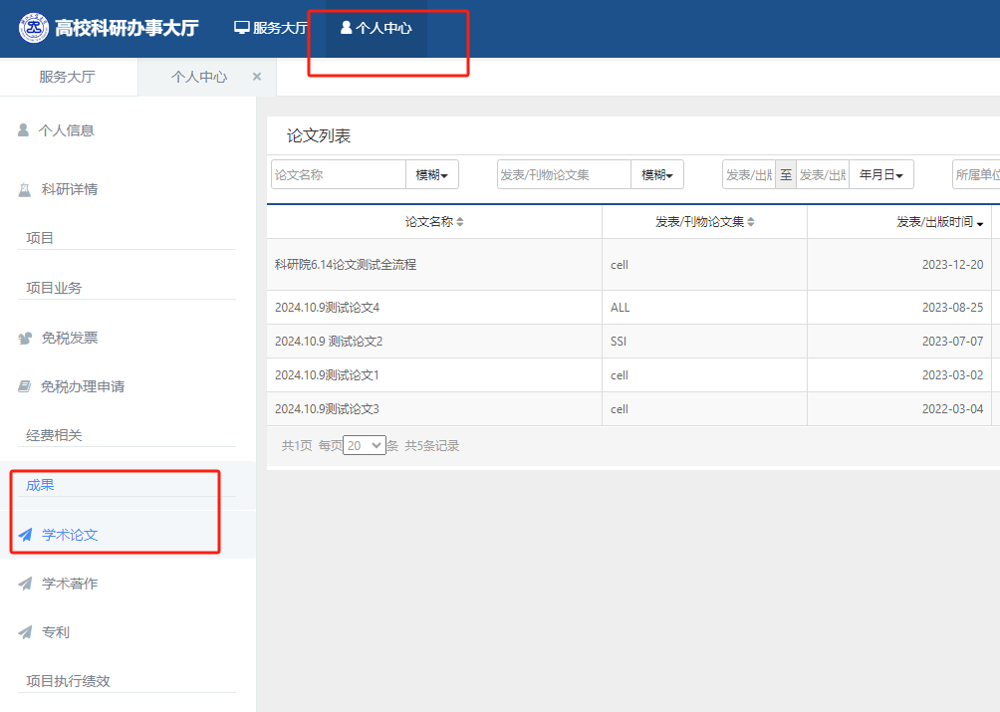 高校科研办事大厅 服务大厅 个人中心
服务大厅 个人中心 ×
个人信息
科研详情
项目
项目业务
免税发票
免税办理申请
经费相关
成果
学术论文
学术著作
专利
项目执行绩效
论文列表
论文名称 模糊 发表/刊物论文集 模糊 发表/出版 至 发表/出版 年月日 所属单位
论文名称 发表/刊物论文集 发表/出版时间
科研院6.14论文测试全流程 cell 2023-12-20
2024.10.9测试论文4 ALL 2023-08-25
2024.10.9 测试论文2 SSI 2023-07-07
2024.10.9测试论文1 cell 2023-03-02
2024.10.9测试论文3 cell 2022-03-04
共1页 每页 20 条 共5条记录